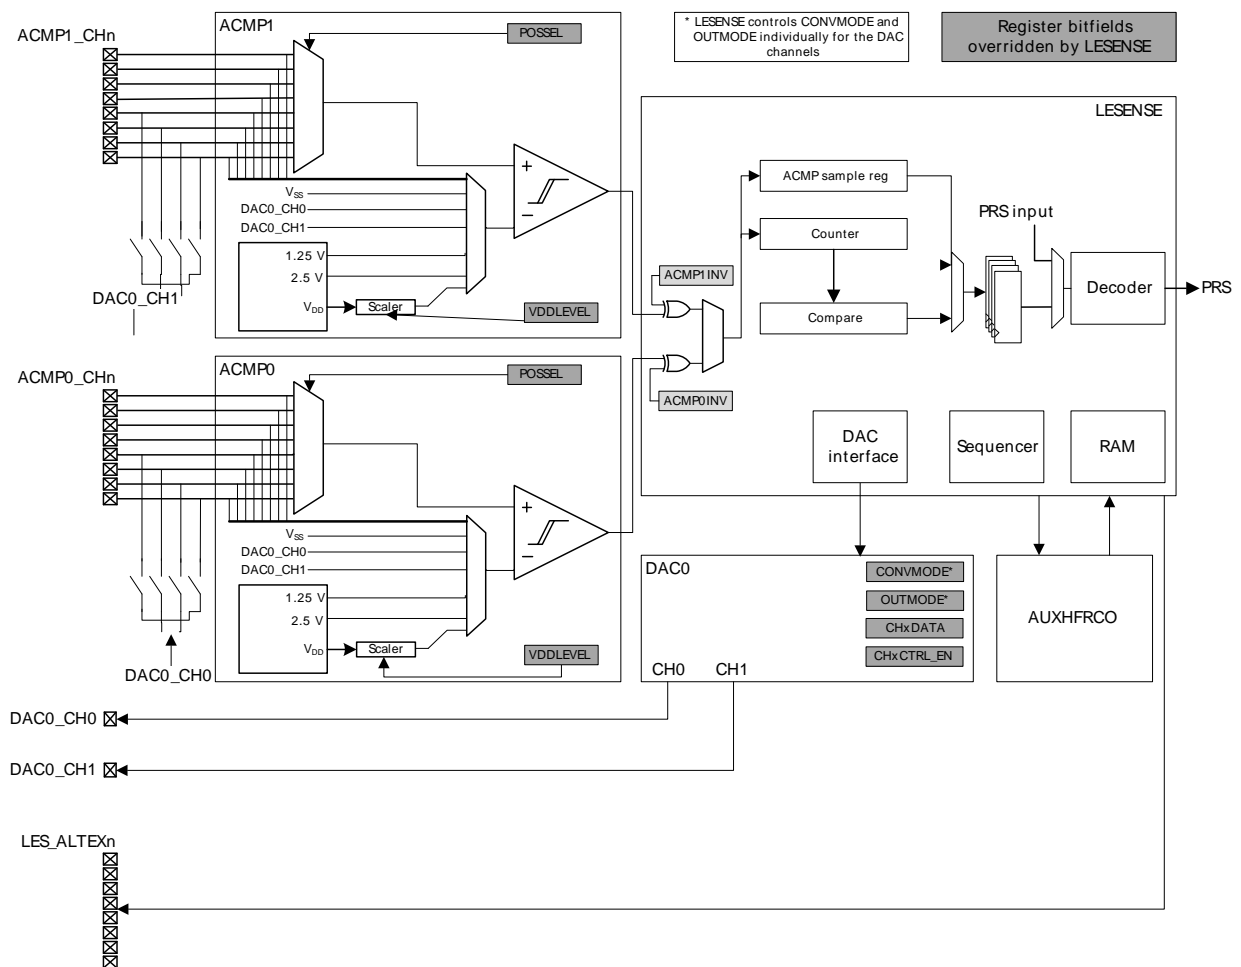 ACMP1_CHn
ACMP1
POSSEL
* LESENSE controls CONVMODE and
OUTMODE individually for the DAC
channels
Register bitfields
overridden by LESENSE
LESENSE
+
−
VSS
DAC0_CH0
DAC0_CH1
1.25 V
2.5 V
VDD
Scaler
VDDLEVEL
DAC0_CH1
ACMP sample reg
Counter
Compare
PRS input
Decoder
PRS
ACMP1INV
ACMP0INV
DAC
interface
Sequencer
RAM
ACMP0_CHn
ACMP0
POSSEL
+
−
VSS
DAC0_CH0
DAC0_CH1
1.25 V
2.5 V
VDD
Scaler
VDDLEVEL
DAC0_CH0
DAC0
CONVMODE*
OUTMODE*
CHxDATA
CHxCTRL_EN
CH0
CH1
AUXHFRCO
DAC0_CH0
DAC0_CH1
LES_ALTEXn